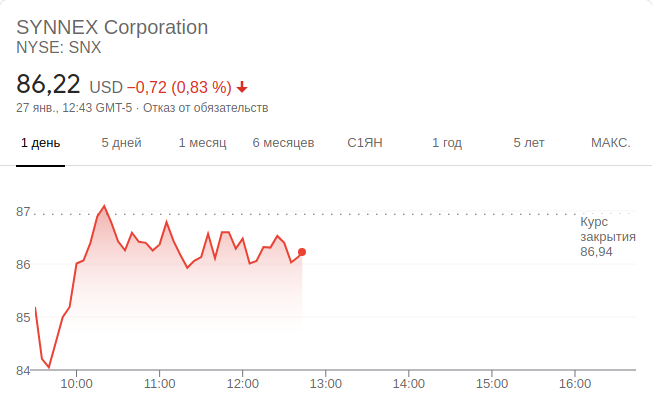 SYNNEX Corporation
NYSE: SNX
86,22 USD −0,72 (0,83 %)
27 янв., 12:43 GMT-5 · Отказ от обязательств
1 день 5 дней 1 месяц 6 месяцев С1ЯН 1 год 5 лет МАКС.
87
Курс
закрытия
86,94
86
85
84
10:00 11:00 12:00 13:00 14:00 15:00 16:00